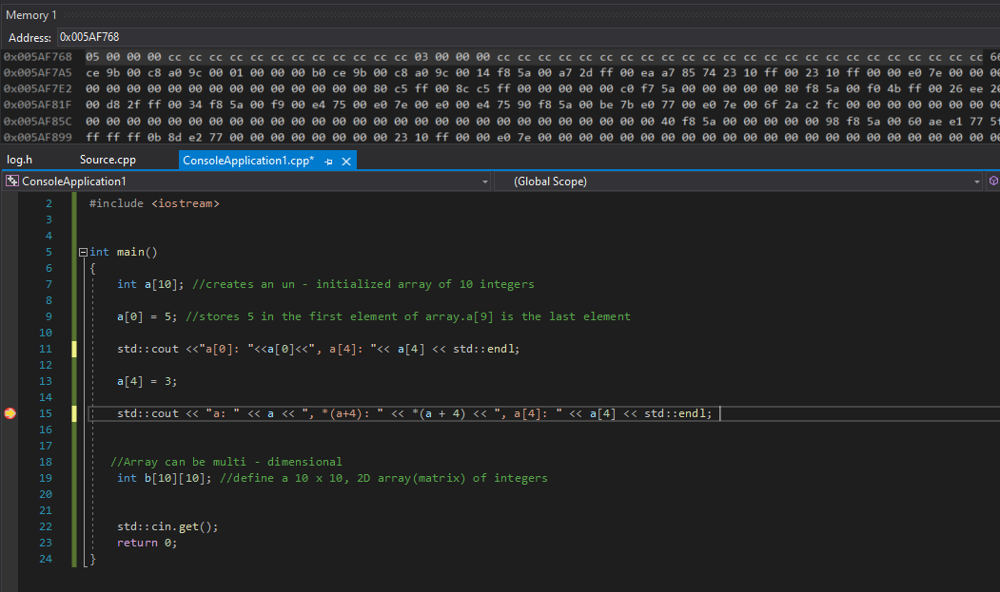 Memory 1
Address: 0x005AF768
0x005AF768 05 00 00 00 cc cc cc cc cc cc cc cc cc cc cc cc 03 00 00 00 cc cc cc cc cc cc cc cc cc cc cc cc cc cc cc cc cc cc cc cc cc cc cc cc
0x005AF7A5 ce 9b 00 c8 a0 9c 00 01 00 00 00 b0 ce 9b 00 c8 a0 9c 00 14 f8 5a 00 a7 2d ff 00 ea a7 85 74 23 10 ff 00 23 10 ff 00 00 e0 7e 00 00
0x005AF7E2 00 00 00 00 00 00 00 00 00 00 00 00 00 00 80 c5 ff 00 8c c5 ff 00 00 00 00 00 c0 f7 5a 00 00 00 00 00 80 f8 5a 00 f0 4b ff 00 26 ee
0x005AF81F 00 d8 2f ff 00 34 f8 5a 00 f9 00 e4 75 00 e0 7e 00 e0 00 e4 75 90 f8 5a 00 be 7b e0 77 00 e0 7e 00 6f 2a c2 fc 00 00 00 00 00 00 00
0x005AF85C 00 00 00 00 00 00 00 00 00 00 00 00 00 00 00 00 00 00 00 00 00 00 00 00 00 00 00 00 40 f8 5a 00 00 00 00 00 98 f8 5a 00 60 ae e1 77
0x005AF899 ff ff ff 0b 8d e2 77 00 00 00 00 00 00 00 00 23 10 ff 00 00 e0 7e 00 00 00 00 00 00 00 00 00 00 00 00 00 00 00 00 00 00 00 00 00 00
log.h Source.cpp ConsoleApplication1.cpp*
ConsoleApplication1 (Global Scope)
2 #include <iostream>
3
4
5 int main()
6 {
7 int a[10]; //creates an un - initialized array of 10 integers
8
9 a[0] = 5; //stores 5 in the first element of array.a[9] is the last element
10
11 std::cout <<"a[0]: "<<a[0]<<", a[4]: "<< a[4] << std::endl;
12
13 a[4] = 3;
14
15 std::cout << "a: " << a << ", *(a+4): " << *(a + 4) << ", a[4]: " << a[4] << std::endl;
16
17
18 //Array can be multi - dimensional
19 int b[10][10]; //define a 10 x 10, 2D array(matrix) of integers
20
21
22 std::cin.get();
23 return 0;
24 }